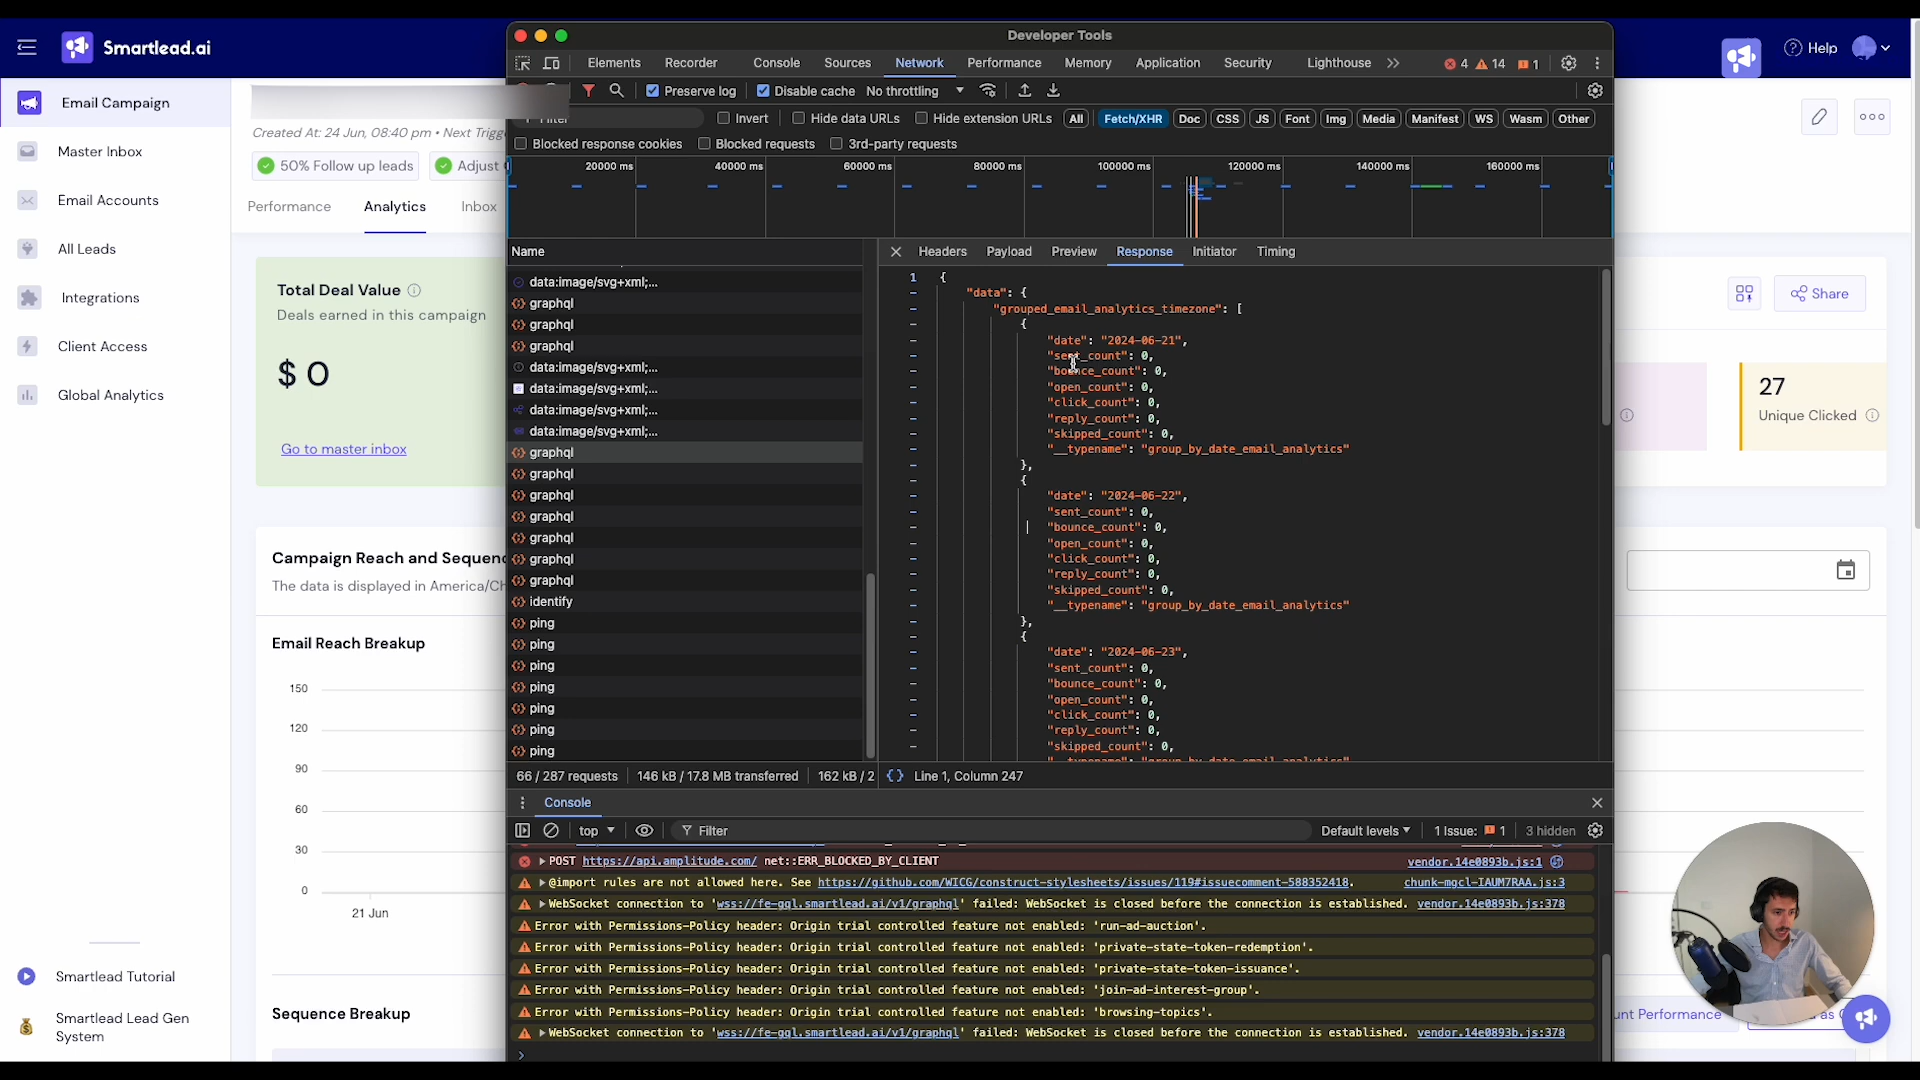 Developer Tools
Smartlead.ai
Elements Recorder Console Sources Network Performance Memory Application Security Lighthouse 4 14 1
Help
Email Campaign
Preserve log Disable cache No throttling
Invert Hide data URLs Hide extension URLs All Fetch/XHR Doc CSS JS Font Img Media Manifest WS Wasm Other
Created At: 24 Jun, 08:40 pm • Next
Blocked response cookies Blocked requests 3rd-party requests
Master Inbox
50% Follow up leads
Adjust
20000 ms 40000 ms 60000 ms 80000 ms 100000 ms 120000 ms 140000 ms 160000 ms
Email Accounts
Performance Analytics Inbox
All Leads
Integrations
Client Access
Global Analytics
Smartlead Tutorial
Smartlead Lead Gen
System
Total Deal Value
Deals earned in this campaign
$ 0
Go to master inbox
Campaign Reach and
The data is displayed in
Email Reach Breakup
150
120
90
60
30
0
21 Jun
Sequence Breakup
Name
data:image/svg+xml;...
graphql
graphql
graphql
data:image/svg+xml;...
data:image/svg+xml;...
data:image/svg+xml;...
data:image/svg+xml;...
graphql
graphql
graphql
graphql
graphql
graphql
graphql
identify
ping
ping
ping
ping
ping
ping
ping
66 / 287 requests 146 kB / 17.8 MB transferred 162 kB / 2
Headers Payload Preview Response Initiator Timing
1 {
"data": {
"grouped_email_analytics_timezone": [
{
"date": "2024-06-21",
"sent_count": 0,
"bounce_count": 0,
"open_count": 0,
"click_count": 0,
"reply_count": 0,
"skipped_count": 0,
"__typename": "group_by_date_email_analytics"
},
{
"date": "2024-06-22",
"sent_count": 0,
"bounce_count": 0,
"open_count": 0,
"click_count": 0,
"reply_count": 0,
"skipped_count": 0,
"__typename": "group_by_date_email_analytics"
},
{
"date": "2024-06-23",
"sent_count": 0,
"bounce_count": 0,
"open_count": 0,
"click_count": 0,
"reply_count": 0,
"skipped_count": 0,
"__typename": "group_by_date_email_analytics"
{} Line 1, Column 247
Share
27
Unique Clicked
Console
top Filter Default levels 1 Issue: 1 3 hidden
POST https://api.amplitude.com/ net::ERR_BLOCKED_BY_CLIENT vendor.14e0893b.js:1
@import rules are not allowed here. See https://github.com/WICG/construct-stylesheets/issues/119#issuecomment-588352418. chunk-mgcl-IAUM7RAA.js:3
WebSocket connection to 'wss://fe-gql.smartlead.ai/v1/graphql' failed: WebSocket is closed before the connection is established. vendor.14e0893b.js:378
Error with Permissions-Policy header: Origin trial controlled feature not enabled: 'run-ad-auction'.
Error with Permissions-Policy header: Origin trial controlled feature not enabled: 'private-state-token-redemption'.
Error with Permissions-Policy header: Origin trial controlled feature not enabled: 'private-state-token-issuance'.
Error with Permissions-Policy header: Origin trial controlled feature not enabled: 'join-ad-interest-group'.
Error with Permissions-Policy header: Origin trial controlled feature not enabled: 'browsing-topics'.
WebSocket connection to 'wss://fe-gql.smartlead.ai/v1/graphql' failed: WebSocket is closed before the connection is established. vendor.14e0893b.js:378
Performance